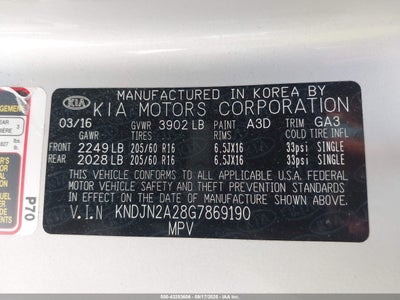 MANUFACTURED IN KOREA BY
KIA KIA MOTORS CORPORATION
03/16 GVWR 3902 LB PAINT A3D TRIM GA3
GAWR TIRES RIMS COLD TIRE INFL
FRONT 2249 LB 205/60 R16 6.5JX16 33psi SINGLE
REAR 2028 LB 205/60 R16 6.5JX16 33psi SINGLE
THIS VEHICLE CONFORMS TO ALL APPLICABLE U.S. FEDERAL
MOTOR VEHICLE SAFETY, BUMPER, AND THEFT PREVENTION STANDARDS
IN EFFECT ON THE DATE OF MANUFACTURE SHOWN ABOVE.
V.I.N KNDJN2A28G7869190
MPV
P70